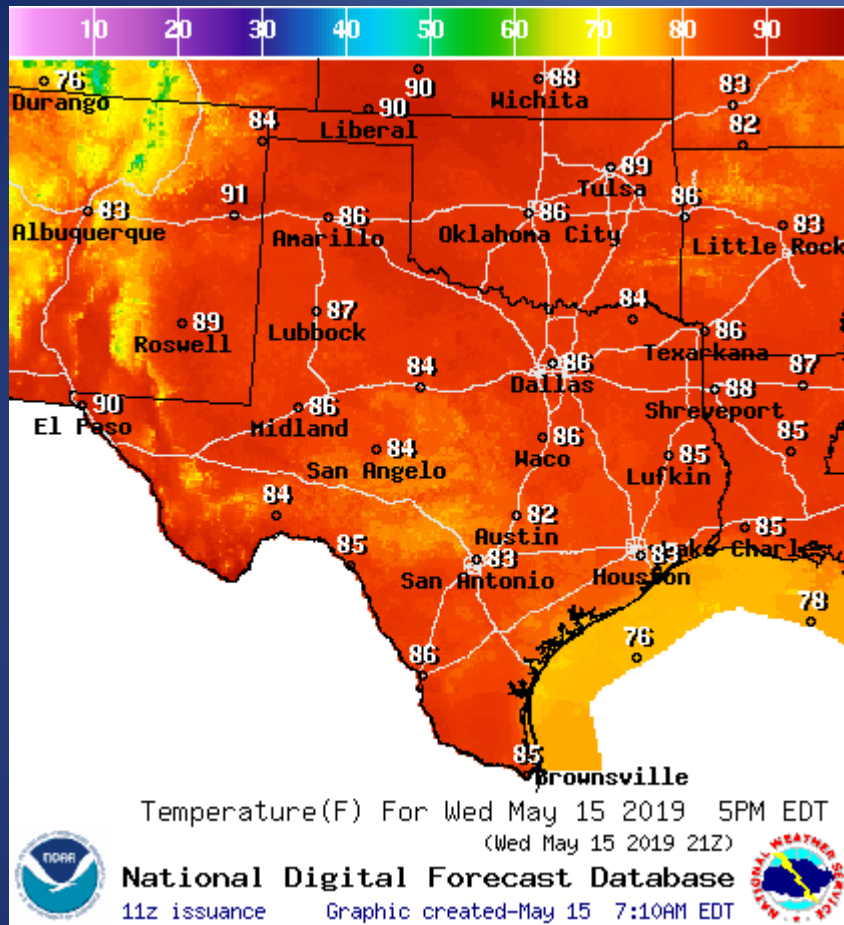 10 20 30 40 50 60 70 80 90
76
Durango
90
88
Wichita
90
Liberal
83
84
82
89
Tulsa
83
Albuquerque
91
86
Amarillo
86
Oklahoma City
86
83
Little Rock
89
Roswell
87
Lubbock
84
86
Texarkana
86
Dallas
84
87
88
Shreveport
90
El Paso
86
Midland
84
San Angelo
86
Waco
85
Lufkin
85
84
82
Austin
85
Lake Charles
85
83
San Antonio
83
Houston
78
76
86
85
Brownsville
Temperature(F) For Wed May 15 2019 5PM EDT
(Wed May 15 2019 21Z)
National Digital Forecast Database
11z issuance Graphic created-May 15 7:10AM EDT
NOAA
NATIONAL WEATHER SERVICE